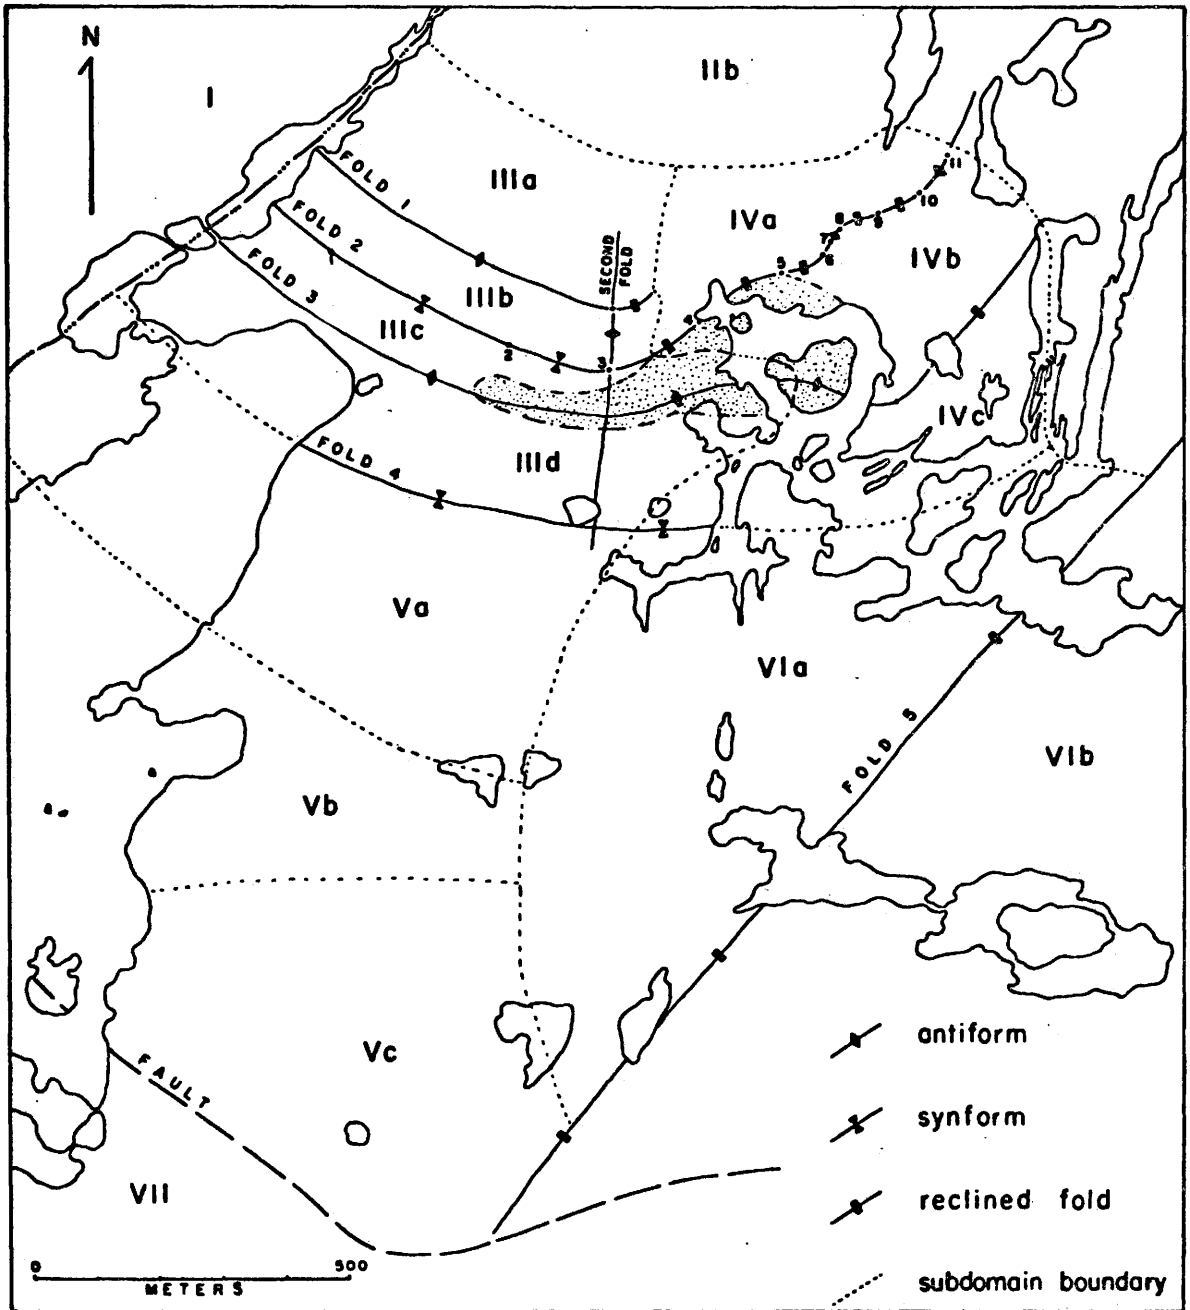 N
I
IIb
FOLD 1
IIIa
IVa
11
10
8
9
7
6
5
FOLD 2
SECOND
FOLD
IVb
FOLD 3
IIIb
IIIc
2
3
4
IVc
FOLD 4
IIId
Va
VIa
FOLD 5
VIb
Vb
Vc
FAULT
VII
antiform
synform
reclined fold
subdomain boundary
0 500
METERS